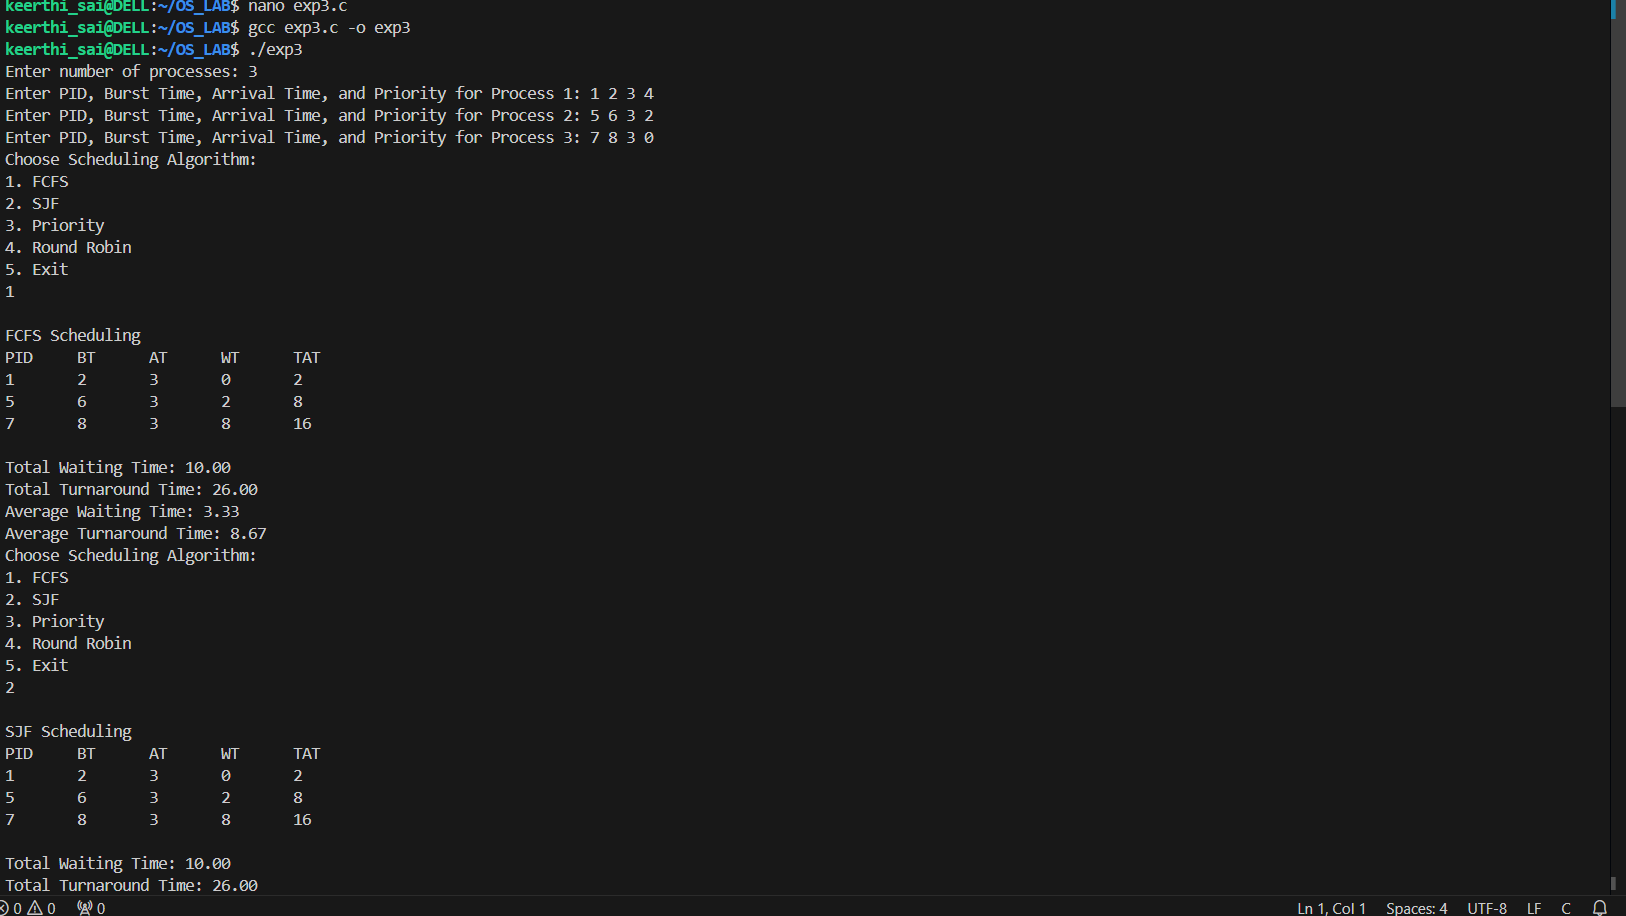 keerthi_sai@DELL:~/OS_LAB$ nano exp3.c
keerthi_sai@DELL:~/OS_LAB$ gcc exp3.c -o exp3
keerthi_sai@DELL:~/OS_LAB$ ./exp3
Enter number of processes: 3
Enter PID, Burst Time, Arrival Time, and Priority for Process 1: 1 2 3 4
Enter PID, Burst Time, Arrival Time, and Priority for Process 2: 5 6 3 2
Enter PID, Burst Time, Arrival Time, and Priority for Process 3: 7 8 3 0
Choose Scheduling Algorithm:
1. FCFS
2. SJF
3. Priority
4. Round Robin
5. Exit
1

FCFS Scheduling
PID     BT      AT      WT      TAT
1       2       3       0       2
5       6       3       2       8
7       8       3       8       16

Total Waiting Time: 10.00
Total Turnaround Time: 26.00
Average Waiting Time: 3.33
Average Turnaround Time: 8.67
Choose Scheduling Algorithm:
1. FCFS
2. SJF
3. Priority
4. Round Robin
5. Exit
2

SJF Scheduling
PID     BT      AT      WT      TAT
1       2       3       0       2
5       6       3       2       8
7       8       3       8       16

Total Waiting Time: 10.00
Total Turnaround Time: 26.00
0 0 0 Ln 1, Col 1 Spaces: 4 UTF-8 LF C